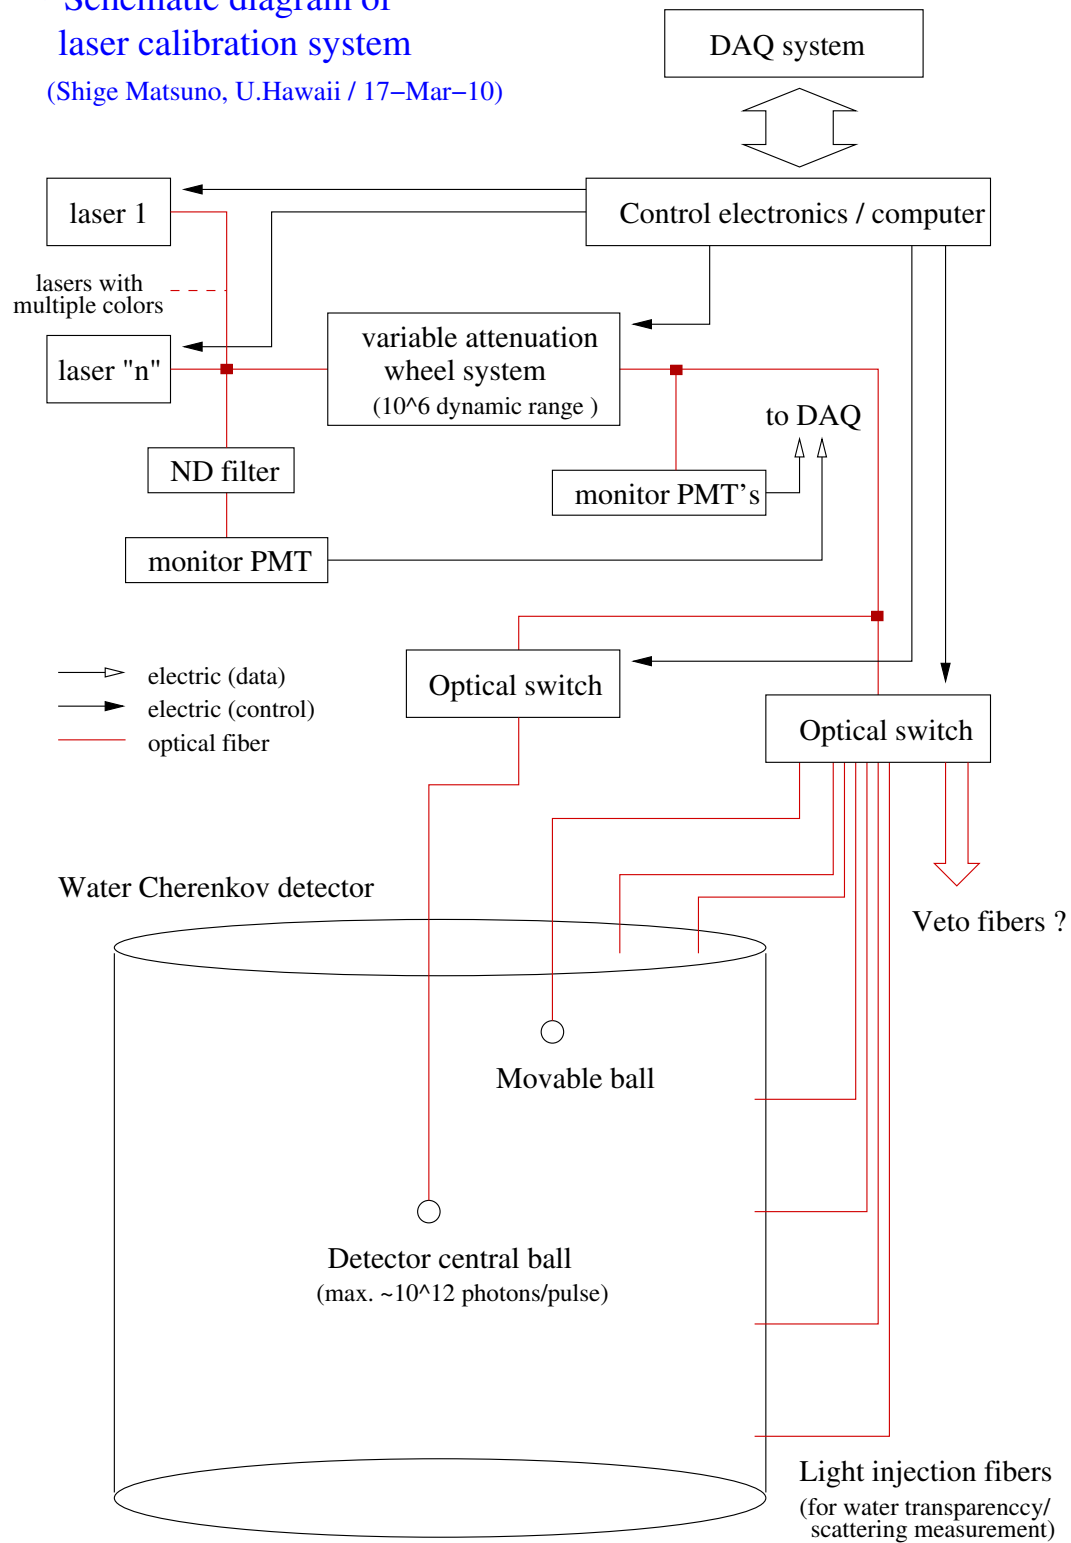 Schematic diagram of
laser calibration system
(Shige Matsuno, U.Hawaii / 17−Mar−10)
DAQ system
laser 1
Control electronics / computer
lasers with
multiple colors
variable attenuation
wheel system
(10^6 dynamic range )
laser "n"
to DAQ
ND filter
monitor PMT's
monitor PMT
electric (data)
electric (control)
optical fiber
Optical switch
Optical switch
Water Cherenkov detector
Veto fibers ?
Movable ball
Detector central ball
(max. ~10^12 photons/pulse)
Light injection fibers
(for water transparenccy/
scattering measurement)